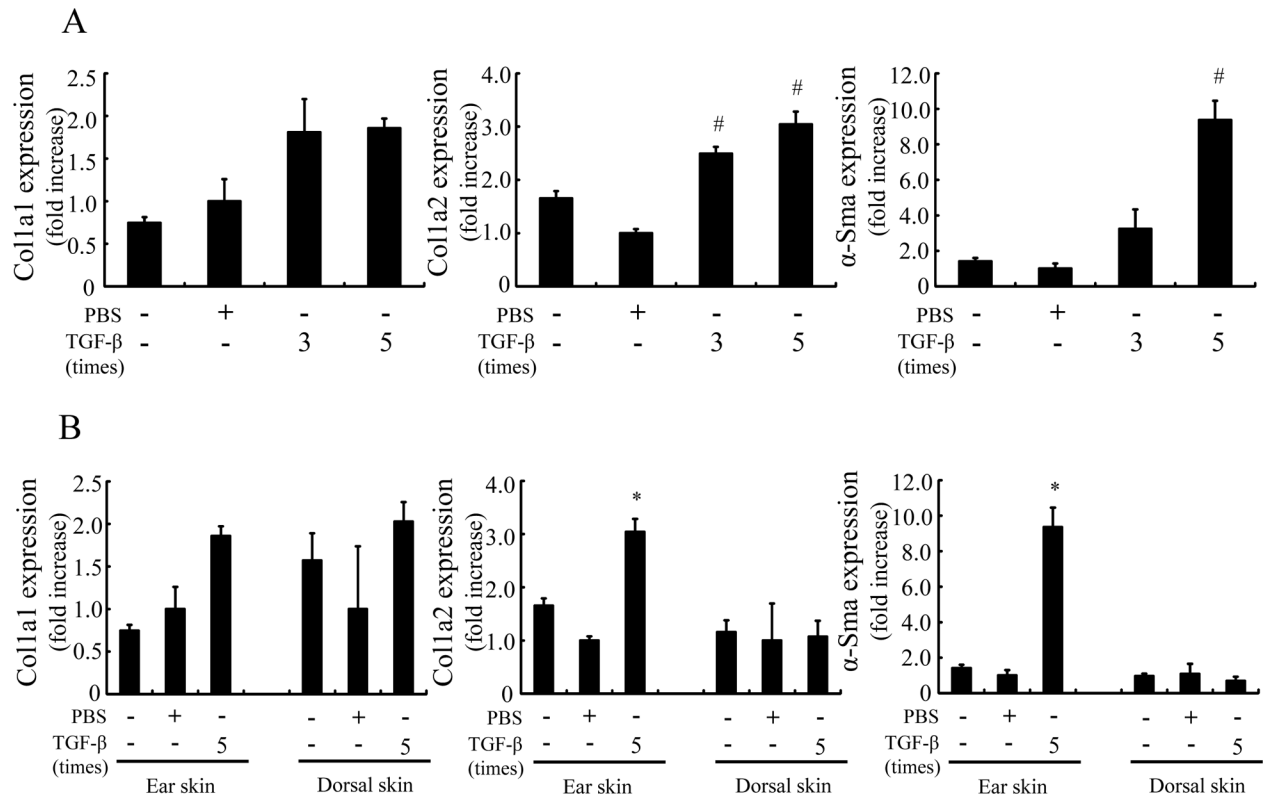 A
Col1a1 expression
(fold increase)
2.5
2.0
1.5
1.0
0.5
0
PBS - + - -
TGF-β - - 3 5
(times)
Col1a2 expression
(fold increase)
4.0
3.0
2.0
1.0
0
# #
PBS - + - -
TGF-β - - 3 5
(times)
α-Sma expression
(fold increase)
12.0
10.0
8.0
6.0
4.0
2.0
0
#
PBS - + - -
TGF-β - - 3 5
(times)
B
Col1a1 expression
(fold increase)
2.5
2.0
1.5
1.0
0.5
0
PBS - + - - + -
TGF-β - - 5 - - 5
(times)
Ear skin Dorsal skin
Col1a2 expression
(fold increase)
4.0
3.0
2.0
1.0
0
*
PBS - + - - + -
TGF-β - - 5 - - 5
(times)
Ear skin Dorsal skin
α-Sma expression
(fold increase)
12.0
10.0
8.0
6.0
4.0
2.0
0
*
PBS - + - - + -
TGF-β - - 5 - - 5
(times)
Ear skin Dorsal skin